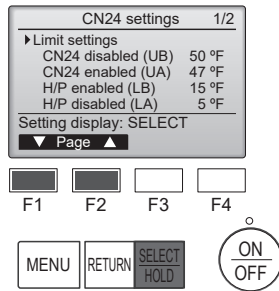 CN24 settings 1/2
Limit settings
CN24 disabled (UB) 50 ºF
CN24 enabled (UA) 47 ºF
H/P enabled (LB) 15 ºF
H/P disabled (LA) 5 ºF
Setting display: SELECT
Page
F1 F2 F3 F4
MENU RETURN SELECT HOLD ON OFF